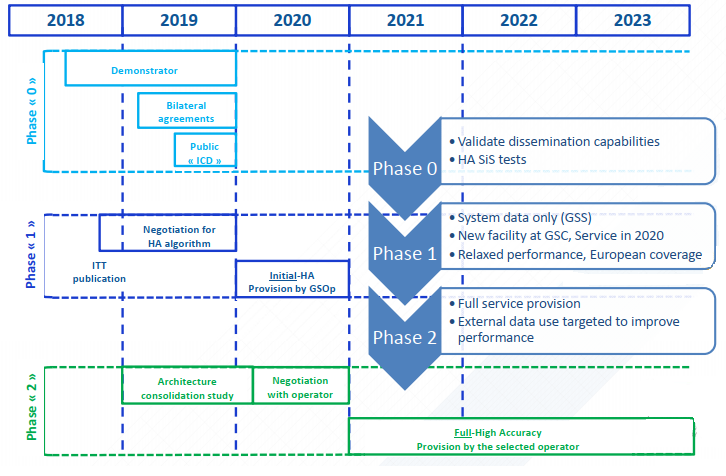 2018 2019 2020 2021 2022 2023
Phase « 0 »
Demonstrator
Bilateral
agreements
Public
« ICD »
Phase 0
• Validate dissemination capabilities
• HA SiS tests
Phase « 1 »
Negotiation for
HA algorithm
ITT
publication
Initial-HA
Provision by GSOp
Phase 1
• System data only (GSS)
• New facility at GSC, Service in 2020
• Relaxed performance, European coverage
Phase 2
• Full service provision
• External data use targeted to improve
performance
Phase « 2 »
Architecture
consolidation study
Negotiation
with operator
Full-High Accuracy
Provision by the selected operator